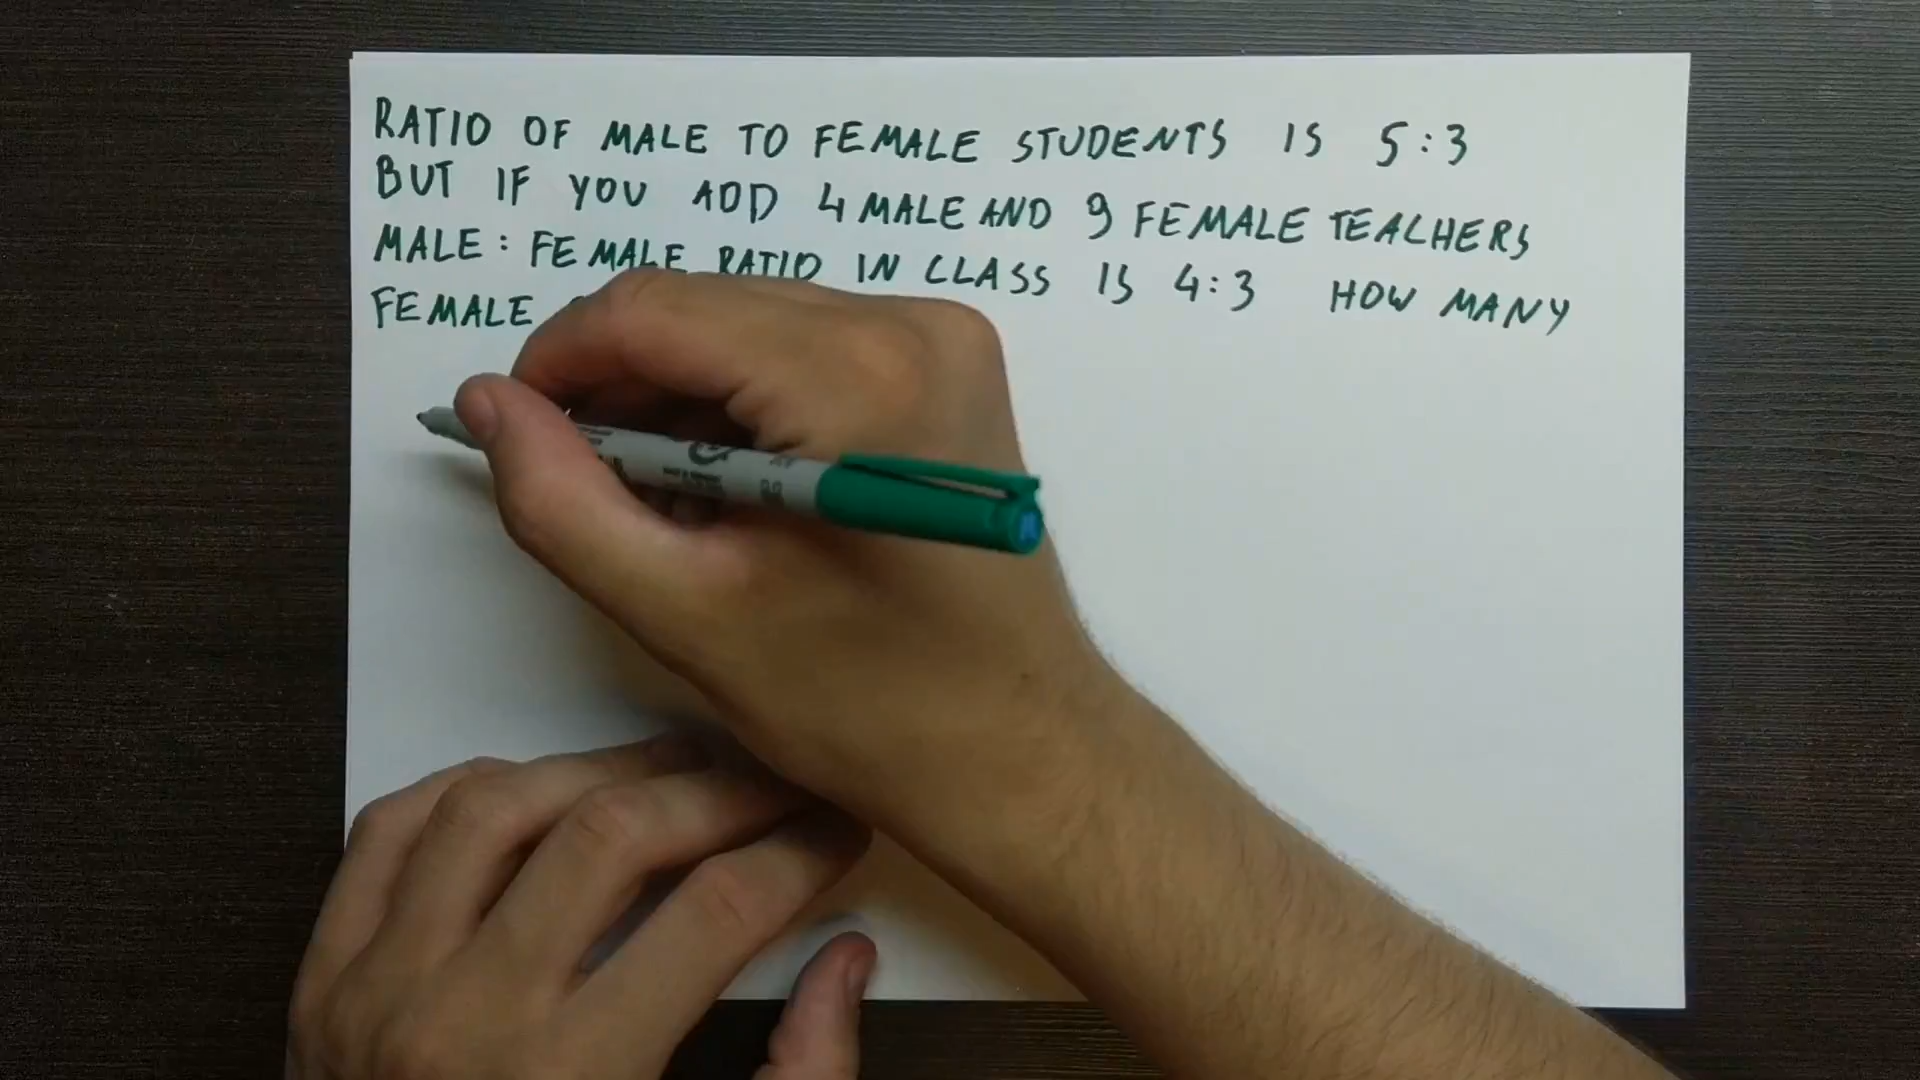 RATIO OF MALE TO FEMALE STUDENTS IS 5:3
BUT IF YOU ADD 4 MALE AND 9 FEMALE TEACHERS
MALE: FEMALE RATIO IN CLASS IS 4:3 HOW MANY
FEMALE